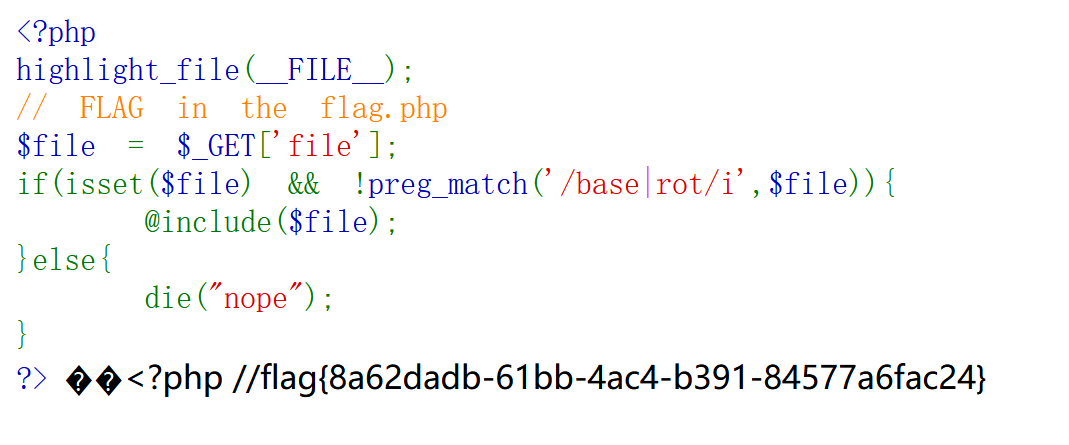 <?php
highlight_file(__FILE__);
// FLAG in the flag.php
$file = $_GET['file'];
if(isset($file) && !preg_match('/base|rot/i',$file)){
        @include($file);
}else{
        die("nope");
}
?> ��<?php //flag{8a62dadb-61bb-4ac4-b391-84577a6fac24}